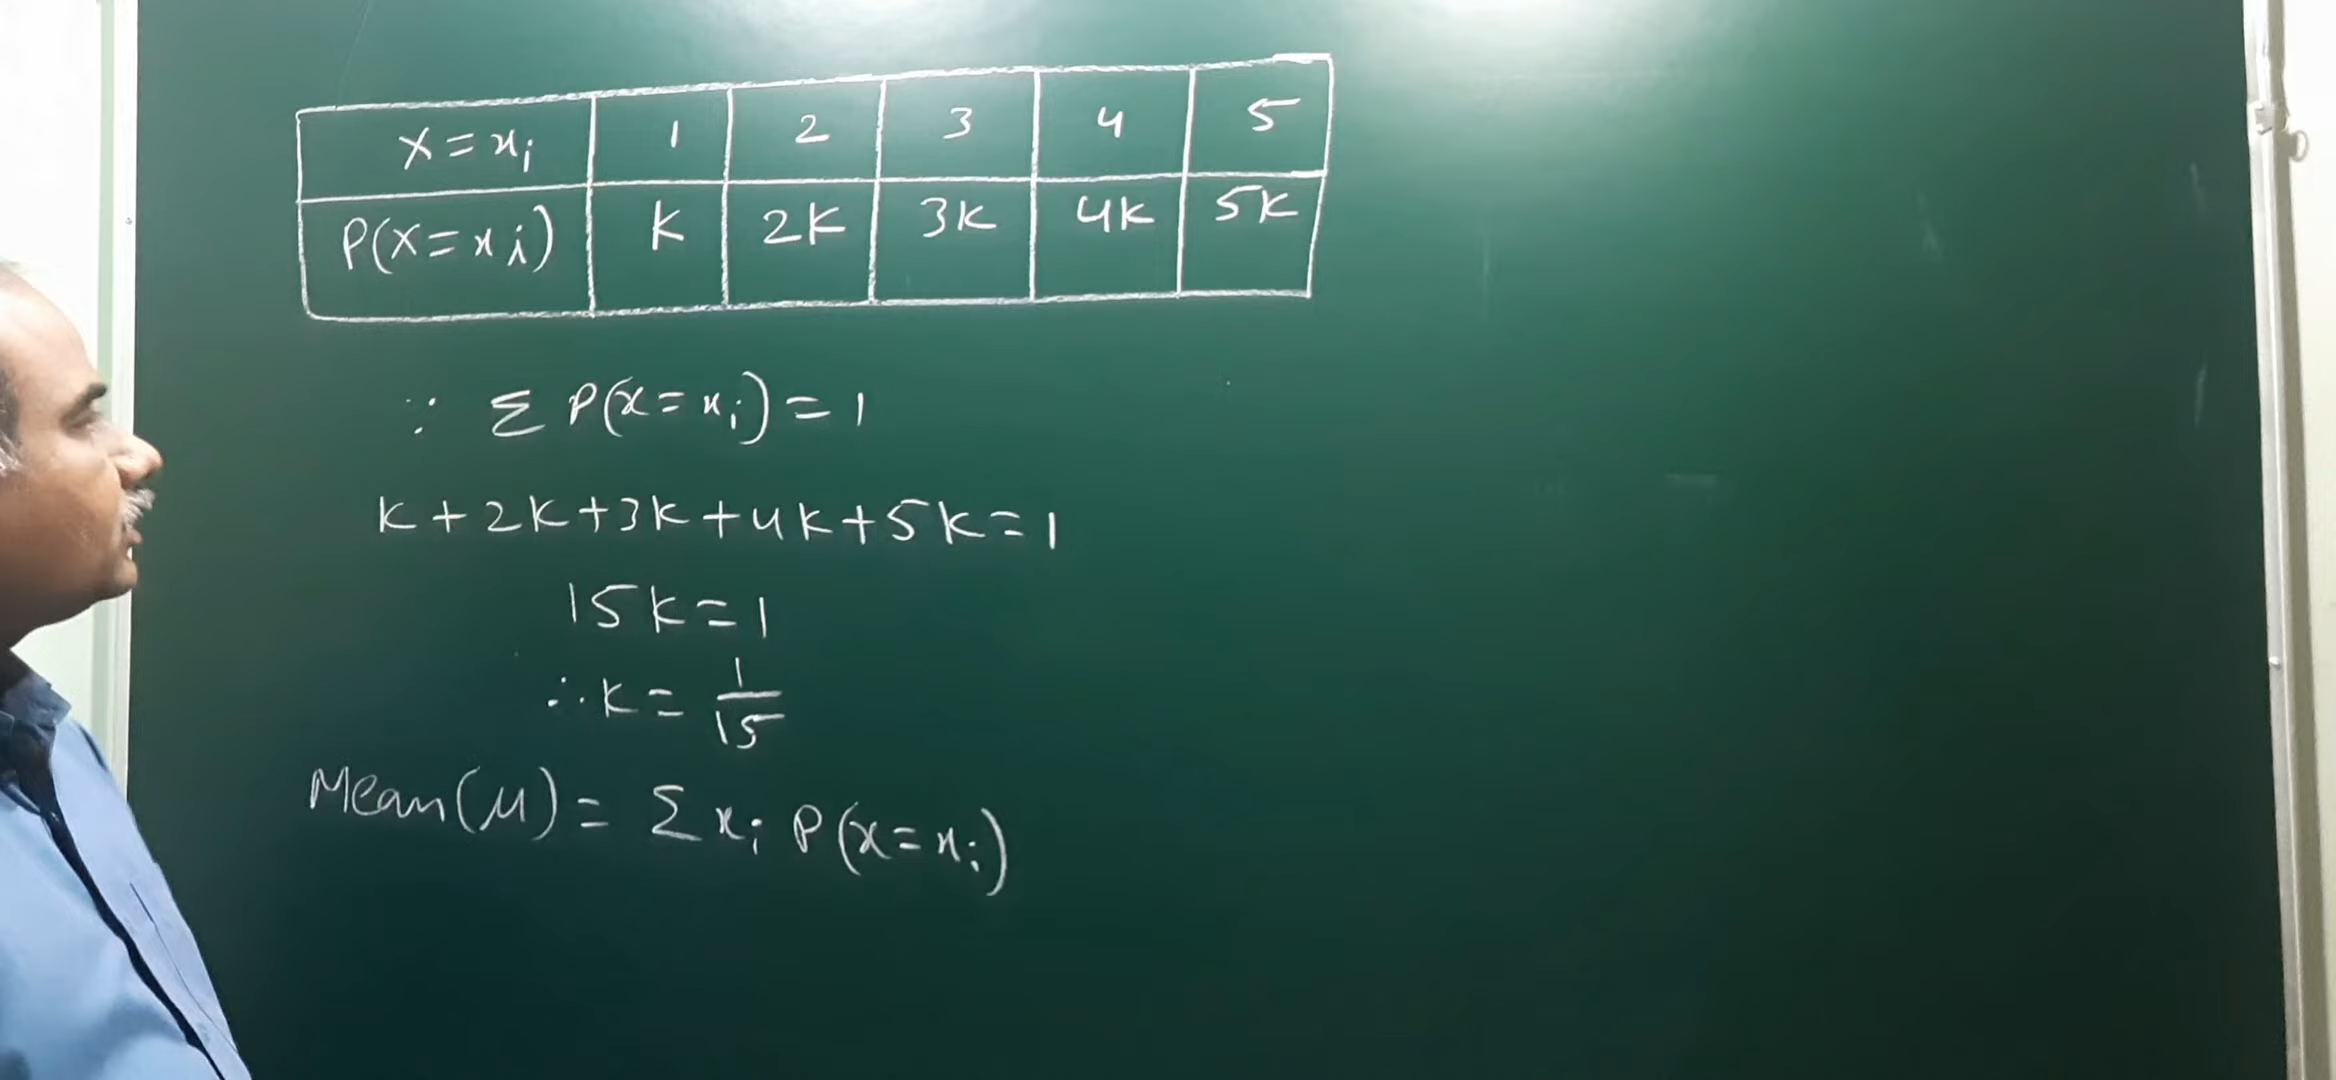 X = xi 1 2 3 4 5
P(X = xi) K 2K 3K 4K 5K
∵ Σ P(x = xi) = 1
K + 2K + 3K + 4K + 5K = 1
15K = 1
∴ K = 1/15
Mean (μ) = Σ xi P(x = xi)